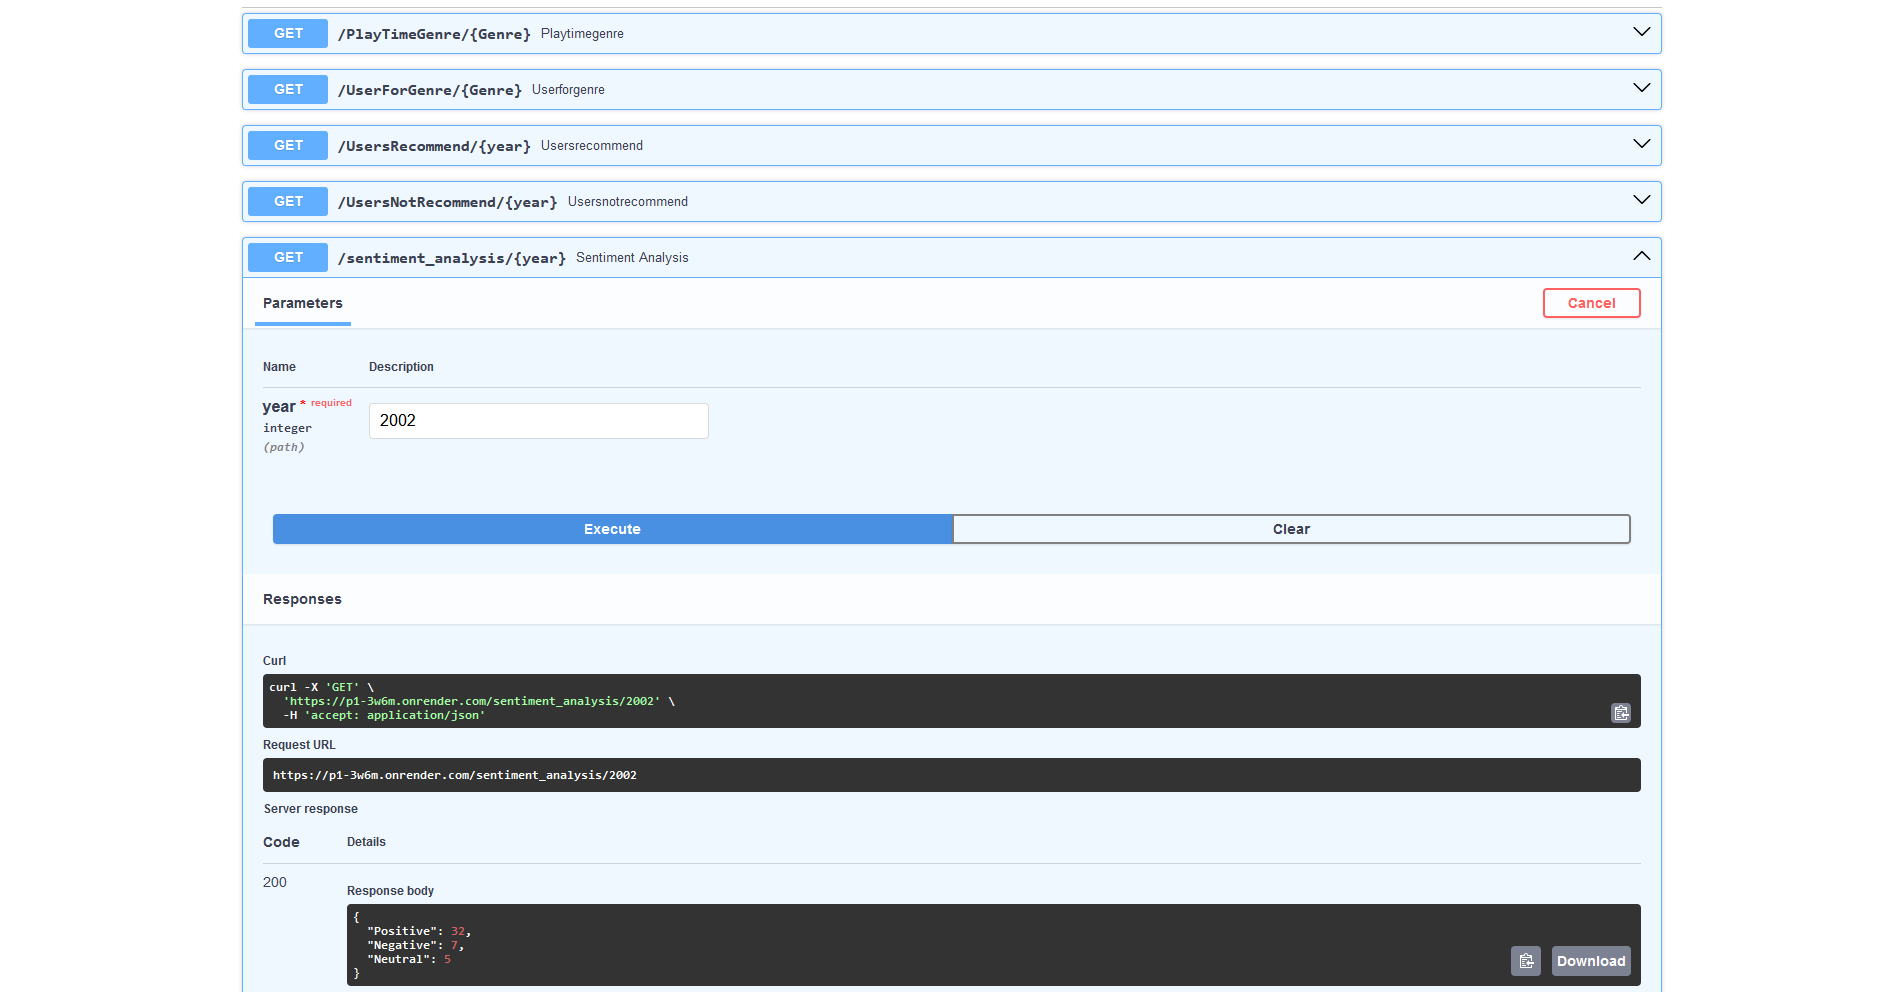 GET /PlayTimeGenre/{Genre} Playtimegenre
GET /UserForGenre/{Genre} Userforgenre
GET /UsersRecommend/{year} Usersrecommend
GET /UsersNotRecommend/{year} Usersnotrecommend
GET /sentiment_analysis/{year} Sentiment Analysis
Parameters Cancel
Name Description
year * required
integer
(path)
2002
Execute Clear
Responses
Curl
curl -X 'GET' \
'https://p1-3w6m.onrender.com/sentiment_analysis/2002' \
-H 'accept: application/json'
Request URL
https://p1-3w6m.onrender.com/sentiment_analysis/2002
Server response
Code Details
200
Response body
{
"Positive": 32,
"Negative": 7,
"Neutral": 5
}
Download